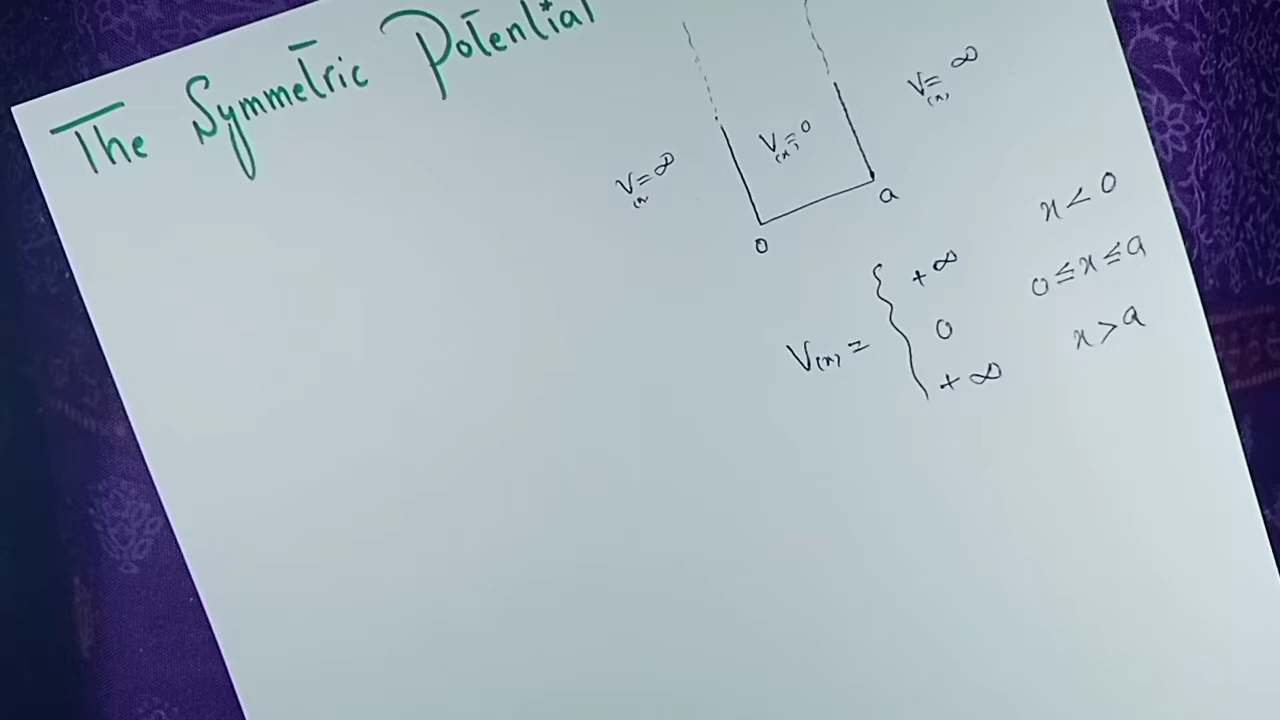 The Symmetric Potential
V(x)=∞
V(x)=0
V(x)=∞
0
a
V(x) = { +∞ x < 0
0 0 ≤ x ≤ a
+∞ x > a